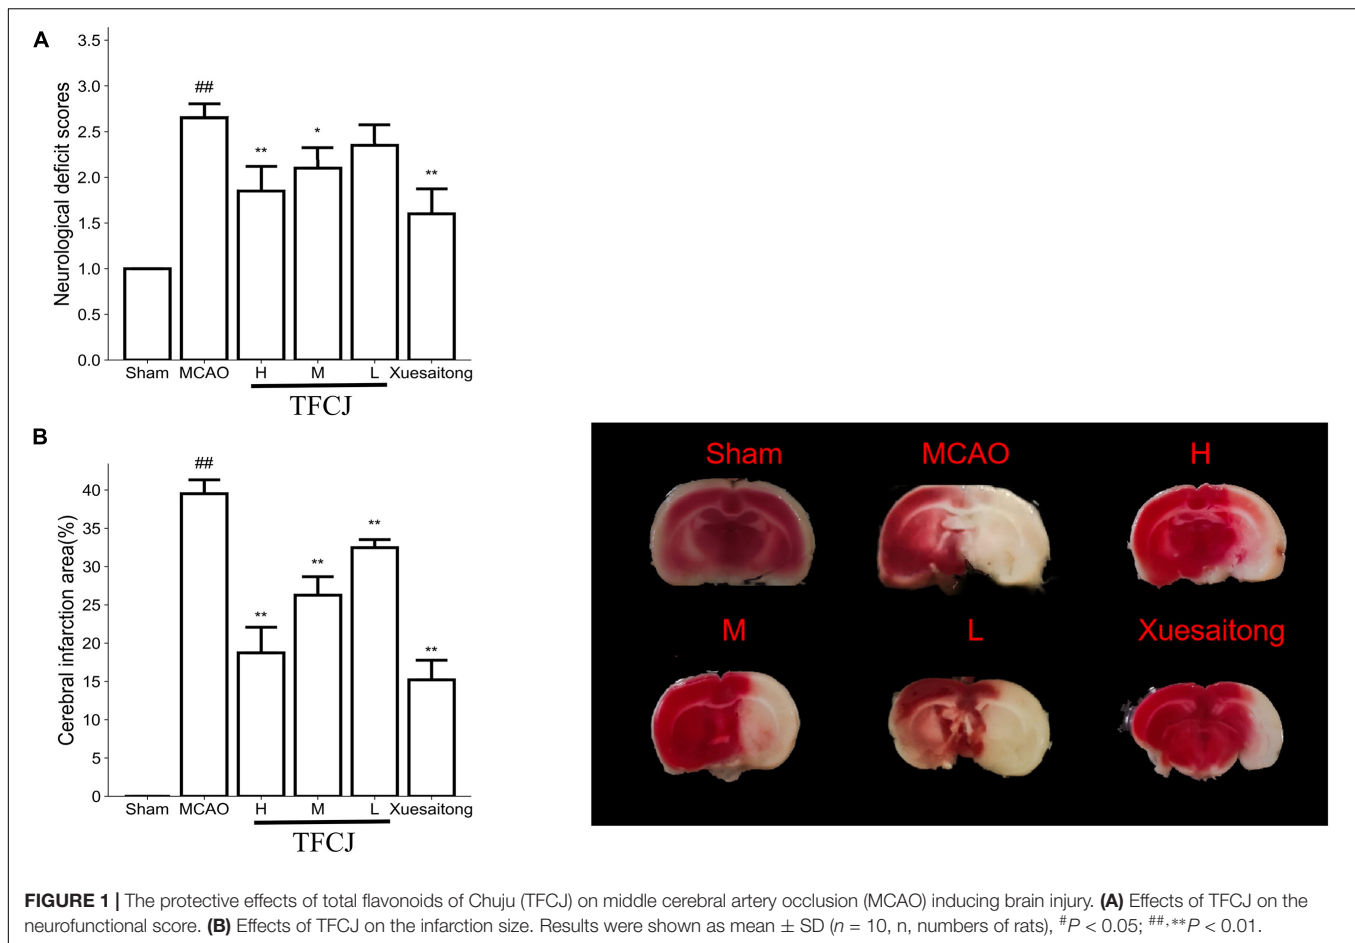 A
3.5
3.0
2.5
2.0
1.5
1.0
0.5
0.0
Neurological deficit scores
##
**
*
**
Sham MCAO H M L Xuesaitong
TFCJ
B
40
35
30
25
20
15
10
5
0
Cerebral infarction area(%)
##
**
**
**
**
Sham MCAO H M L Xuesaitong
TFCJ
Sham MCAO H
M L Xuesaitong
FIGURE 1 | The protective effects of total flavonoids of Chuju (TFCJ) on middle cerebral artery occlusion (MCAO) inducing brain injury. (A) Effects of TFCJ on the
neurofunctional score. (B) Effects of TFCJ on the infarction size. Results were shown as mean ± SD (n = 10, n, numbers of rats), #P < 0.05; ##,**P < 0.01.